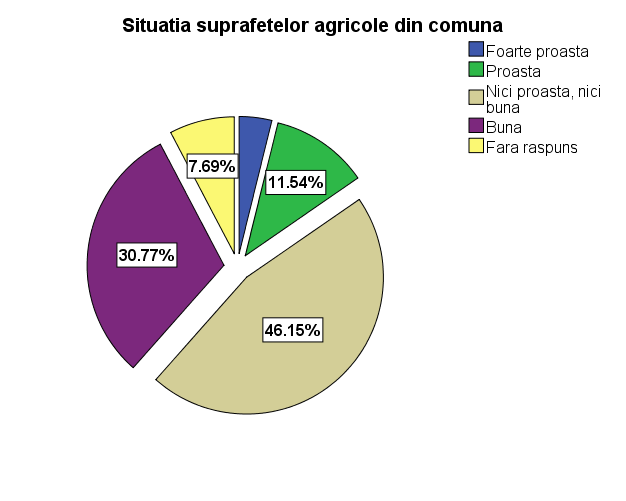 Situatia suprafetelor agricole din comuna
Foarte proasta
Proasta
Nici proasta, nici
buna
Buna
Fara raspuns
7.69%
11.54%
30.77%
46.15%